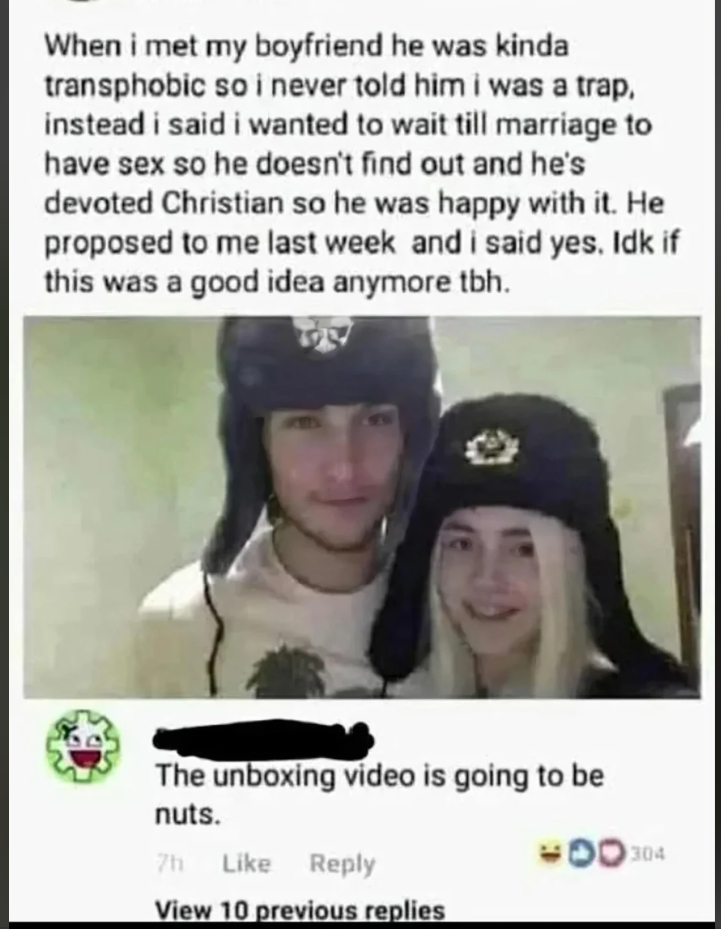 When i met my boyfriend he was kinda
transphobic so i never told him i was a trap,
instead i said i wanted to wait till marriage to
have sex so he doesn't find out and he's
devoted Christian so he was happy with it. He
proposed to me last week and i said yes. Idk if
this was a good idea anymore tbh.
The unboxing video is going to be
nuts.
7h Like Reply 304
View 10 previous replies